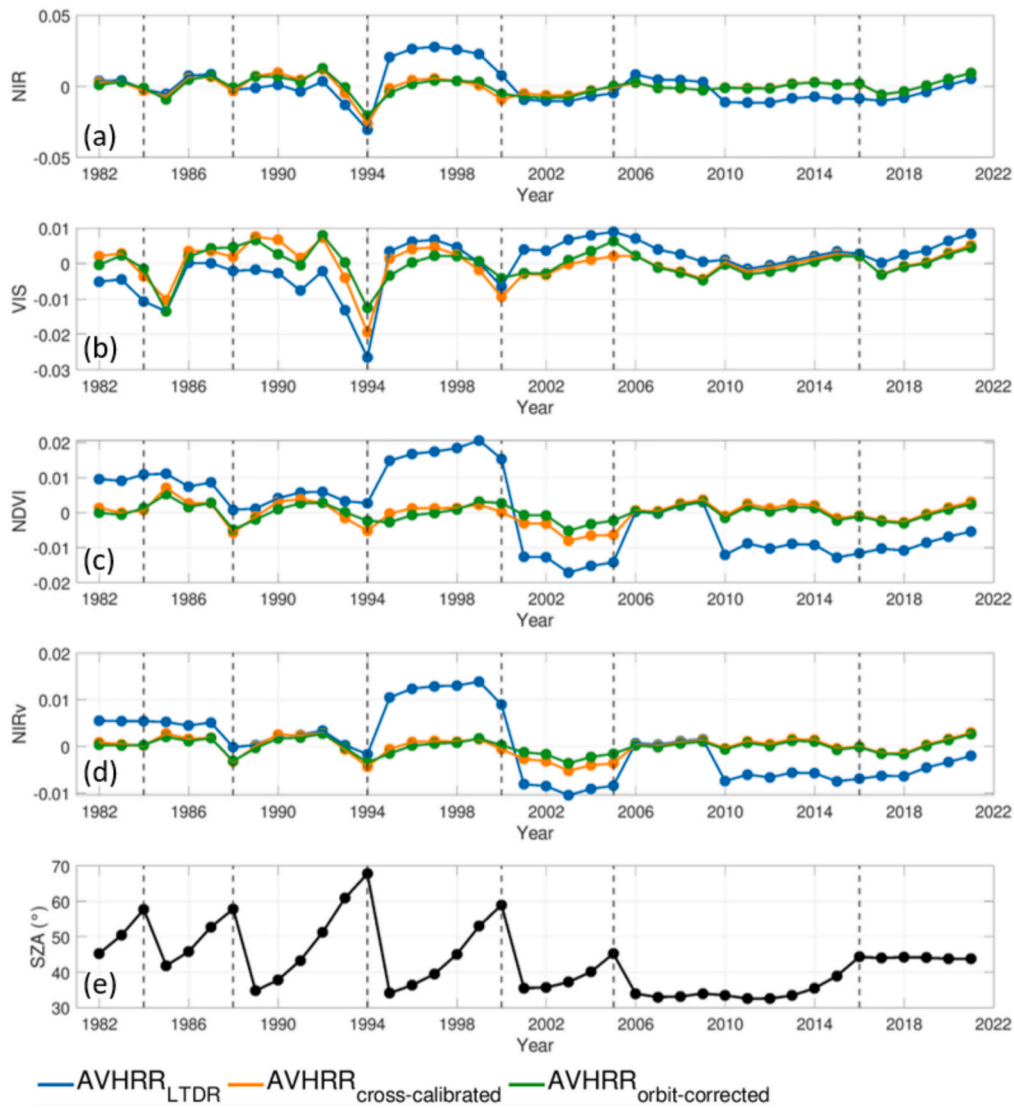 0.05
NIR
0
(a)
-0.05
1982 1986 1990 1994 1998 2002 2006 2010 2014 2018 2022
Year
0.01
0
VIS
-0.01
-0.02
(b)
-0.03
1982 1986 1990 1994 1998 2002 2006 2010 2014 2018 2022
Year
0.02
0.01
NDVI
0
-0.01
(c)
-0.02
1982 1986 1990 1994 1998 2002 2006 2010 2014 2018 2022
Year
0.02
0.01
NIRv
0
(d)
-0.01
1982 1986 1990 1994 1998 2002 2006 2010 2014 2018 2022
Year
70
60
SZA (°)
50
40
(e)
30
1982 1986 1990 1994 1998 2002 2006 2010 2014 2018 2022
Year
AVHRR LTDR AVHRR cross-calibrated AVHRR orbit-corrected